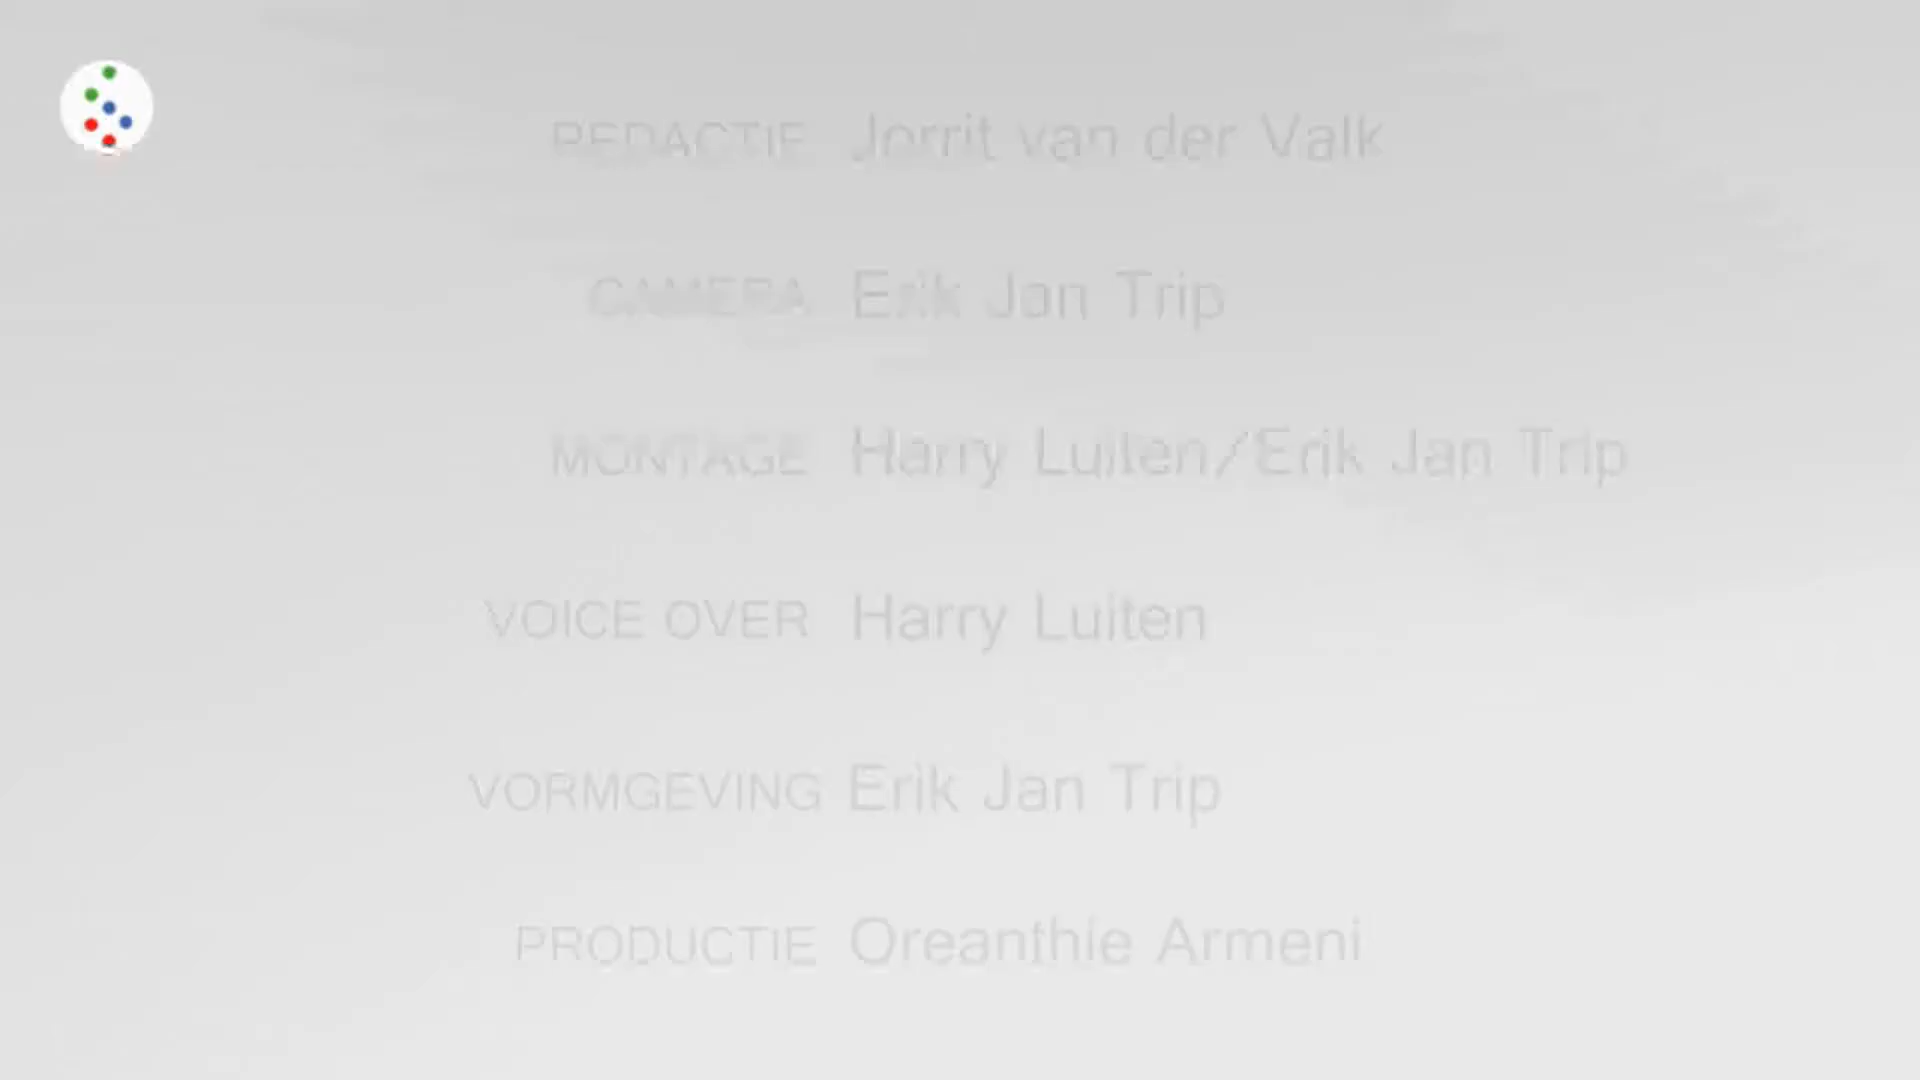 REDACTIE Jorrit van der Valk
CAMERA Erik Jan Trip
MONTAGE Harry Luiten/Erik Jan Trip
VOICE OVER Harry Luiten
VORMGEVING Erik Jan Trip
PRODUCTIE Oreanthie Armeni